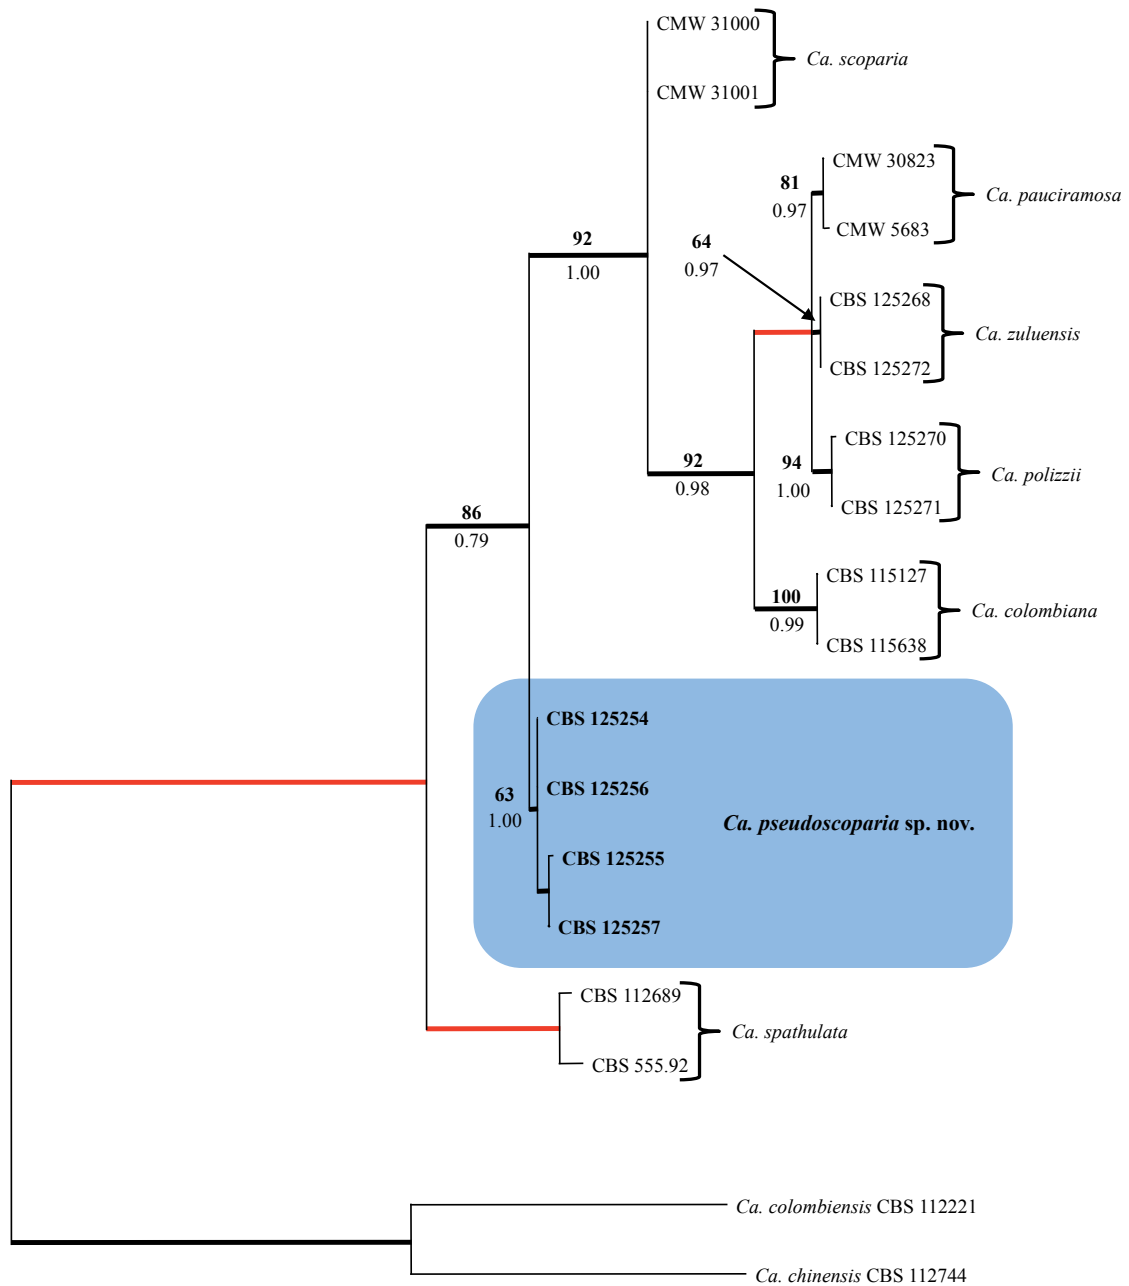 CMW 31000
Ca. scoparia
CMW 31001
CMW 30823
81
0.97
Ca. pauciramosa
CMW 5683
92
1.00
64
0.97
CBS 125268
Ca. zuluensis
CBS 125272
CBS 125270
92
0.98
94
1.00
Ca. polizzii
CBS 125271
86
0.79
CBS 115127
100
0.99
Ca. colombiana
CBS 115638
CBS 125254
63
1.00
CBS 125256
Ca. pseudoscoparia sp. nov.
CBS 125255
CBS 125257
CBS 112689
Ca. spathulata
CBS 555.92
Ca. colombiensis CBS 112221
Ca. chinensis CBS 112744